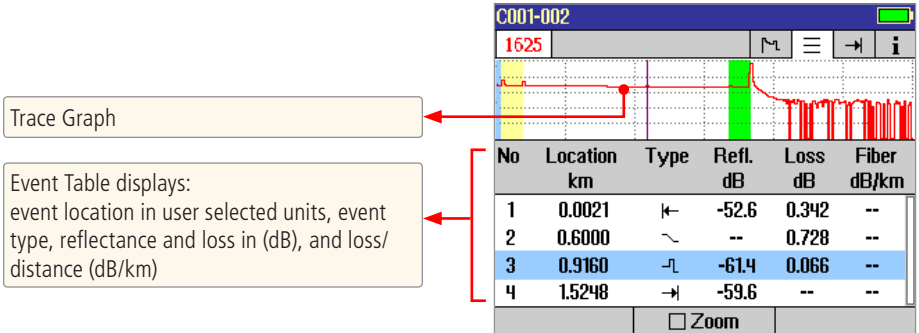 C001-002
1625
i
Trace Graph
Event Table displays:
event location in user selected units, event
type, reflectance and loss in (dB), and loss/
distance (dB/km)
No Location Type Refl. Loss Fiber
km dB dB dB/km
1 0.0021 -52.6 0.342 --
2 0.6000 -- 0.728 --
3 0.9160 -61.4 0.066 --
4 1.5248 -59.6 -- --
Zoom